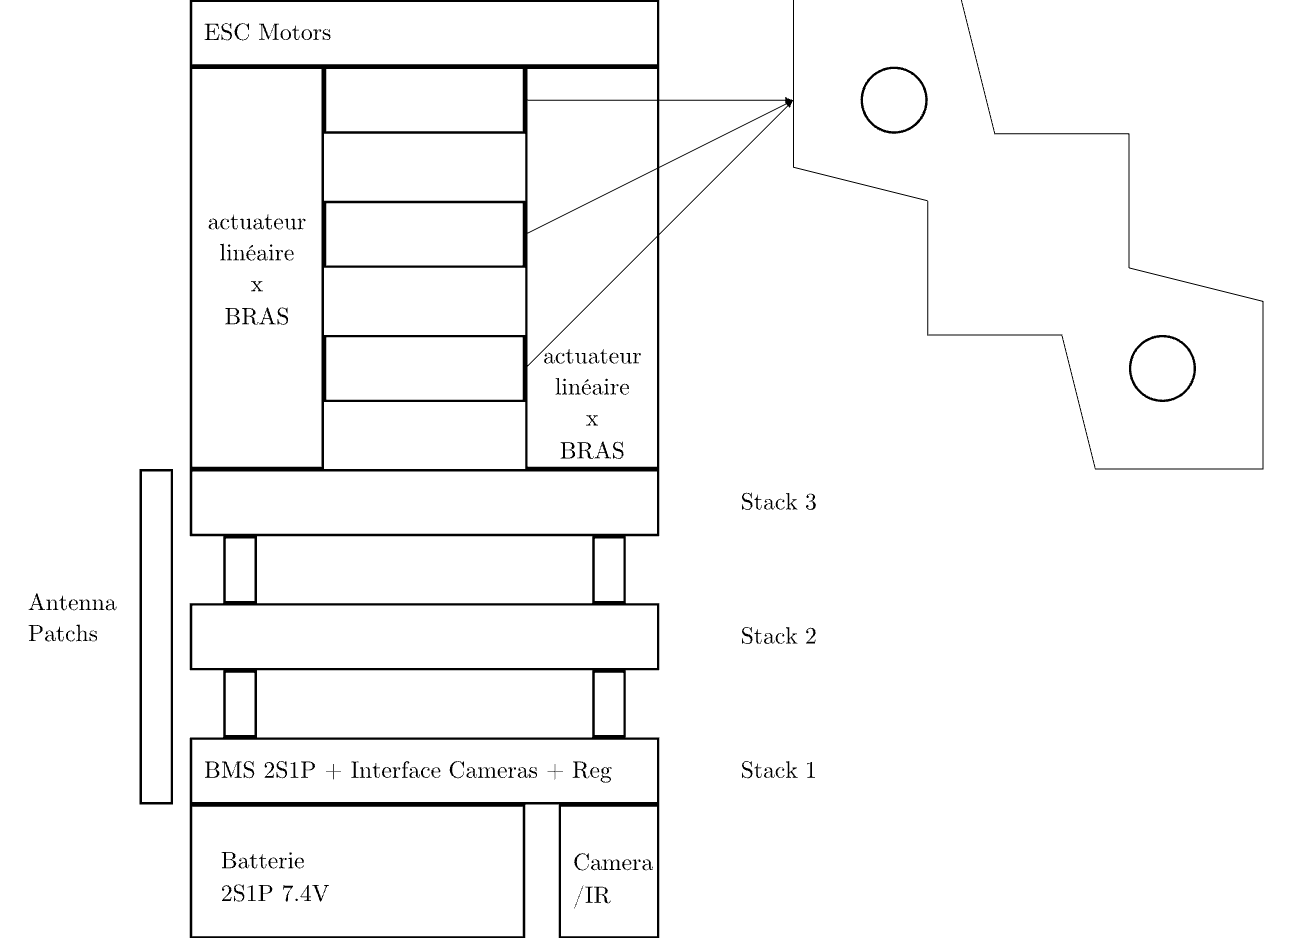 ESC Motors
actuateur
linéaire
x
BRAS
actuateur
linéaire
x
BRAS
Stack 3
Antenna
Patchs
Stack 2
BMS 2S1P + Interface Cameras + Reg
Stack 1
Batterie
2S1P 7.4V
Camera
/IR